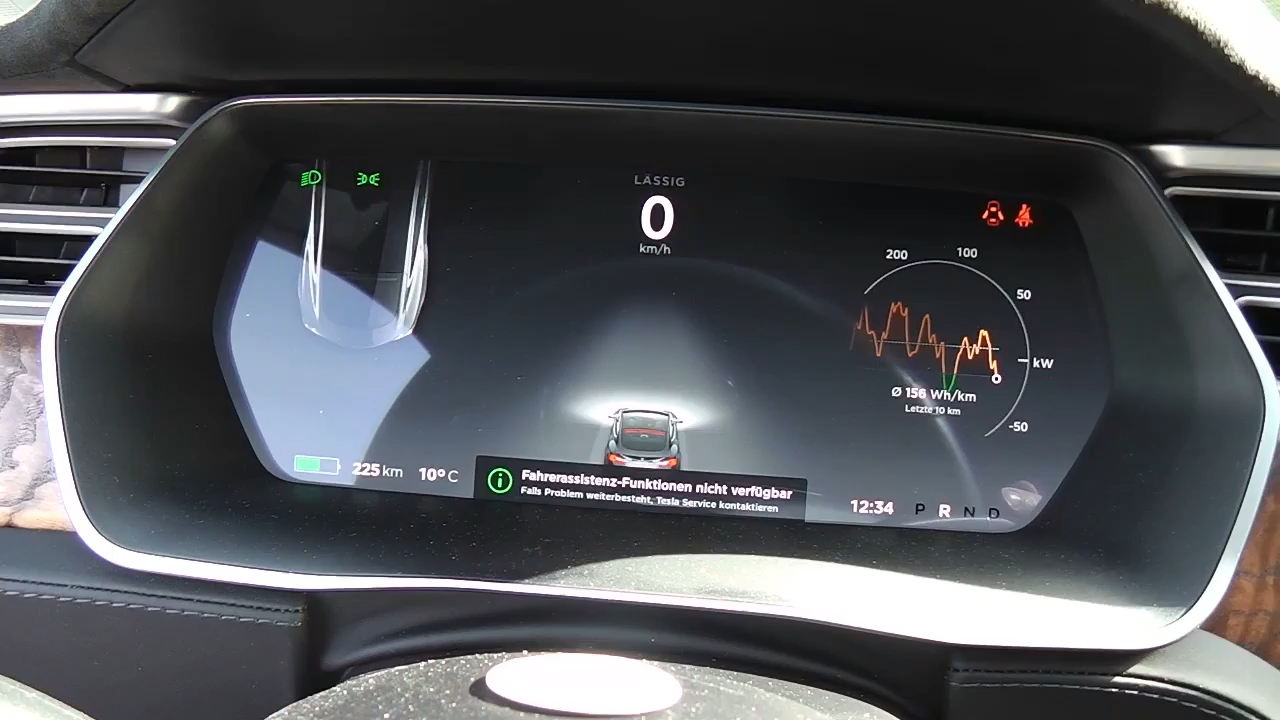 LÄSSIG
0
km/h
200
100
50
kW
-50
Ø 156 Wh/km
Letzte 10 km
225 km
10° C
Fahrerassistenz-Funktionen nicht verfügbar
Falls Problem weiterbesteht, Tesla Service kontaktieren
12:34
P R N D